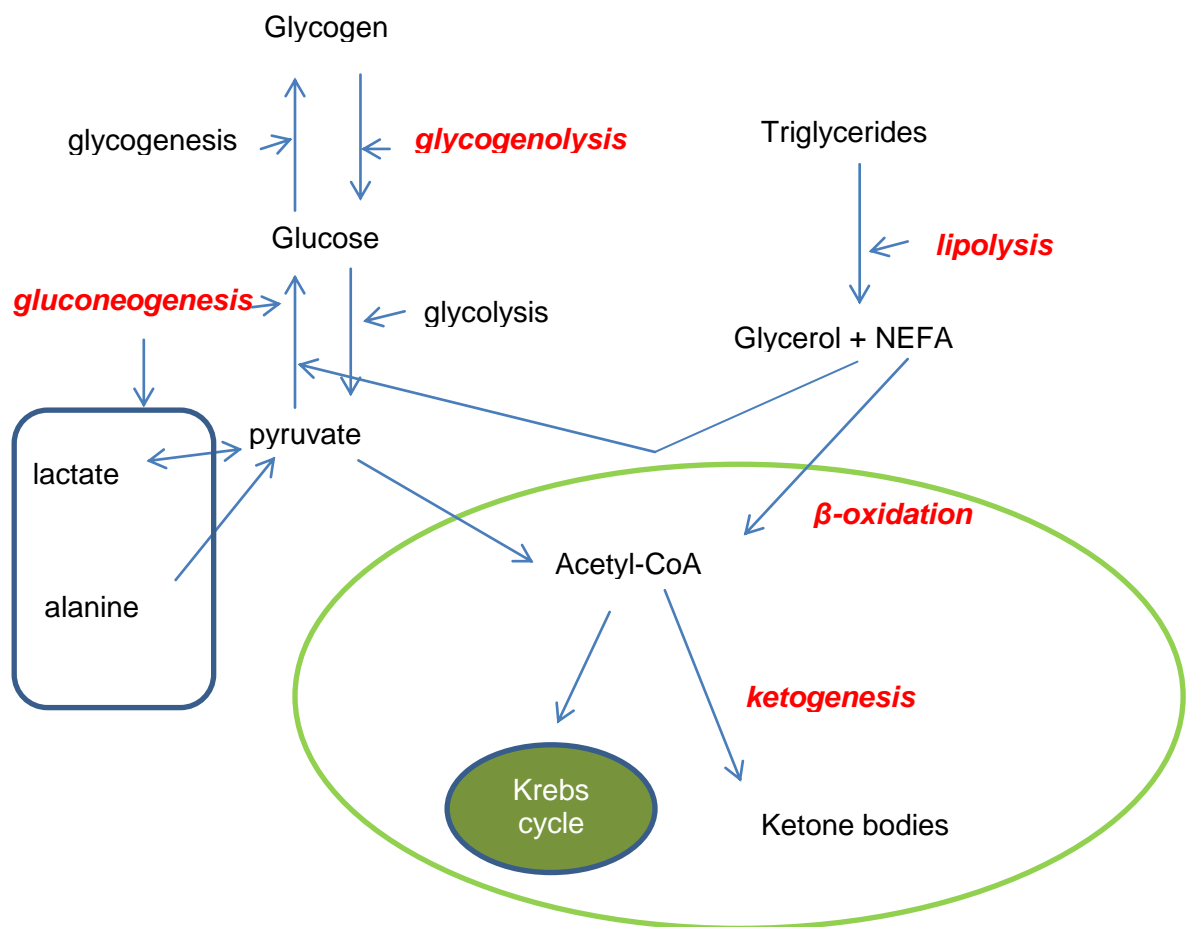 Glycogen
glycogenesis
glycogenolysis
Triglycerides
Glucose
lipolysis
gluconeogenesis
glycolysis
Glycerol + NEFA
pyruvate
lactate
β-oxidation
Acetyl-CoA
alanine
ketogenesis
Krebs
cycle
Ketone bodies